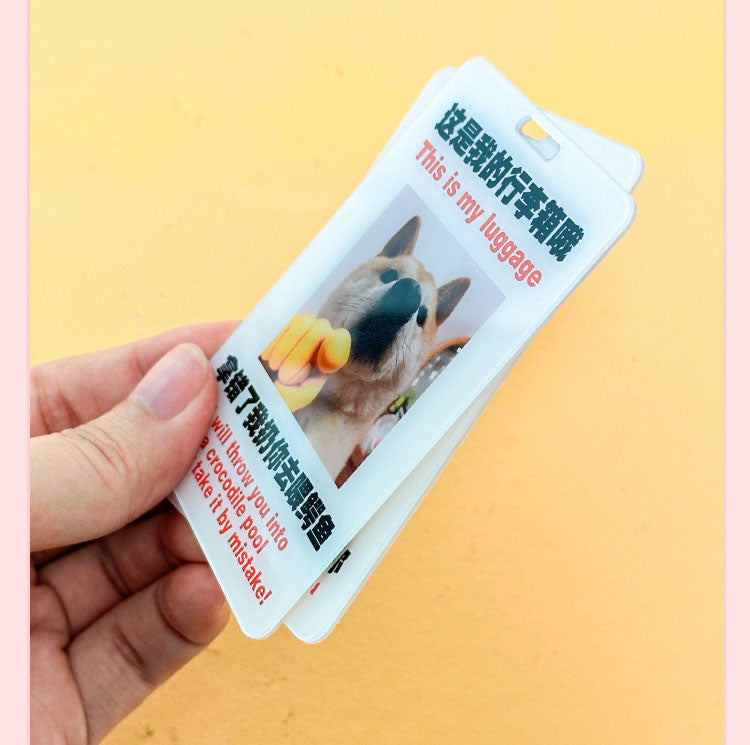 这是我的行李箱哦
This is my luggage
拿错了我扔你去喂鳄鱼
will throw you into
a crocodile pool
take it by mistake!